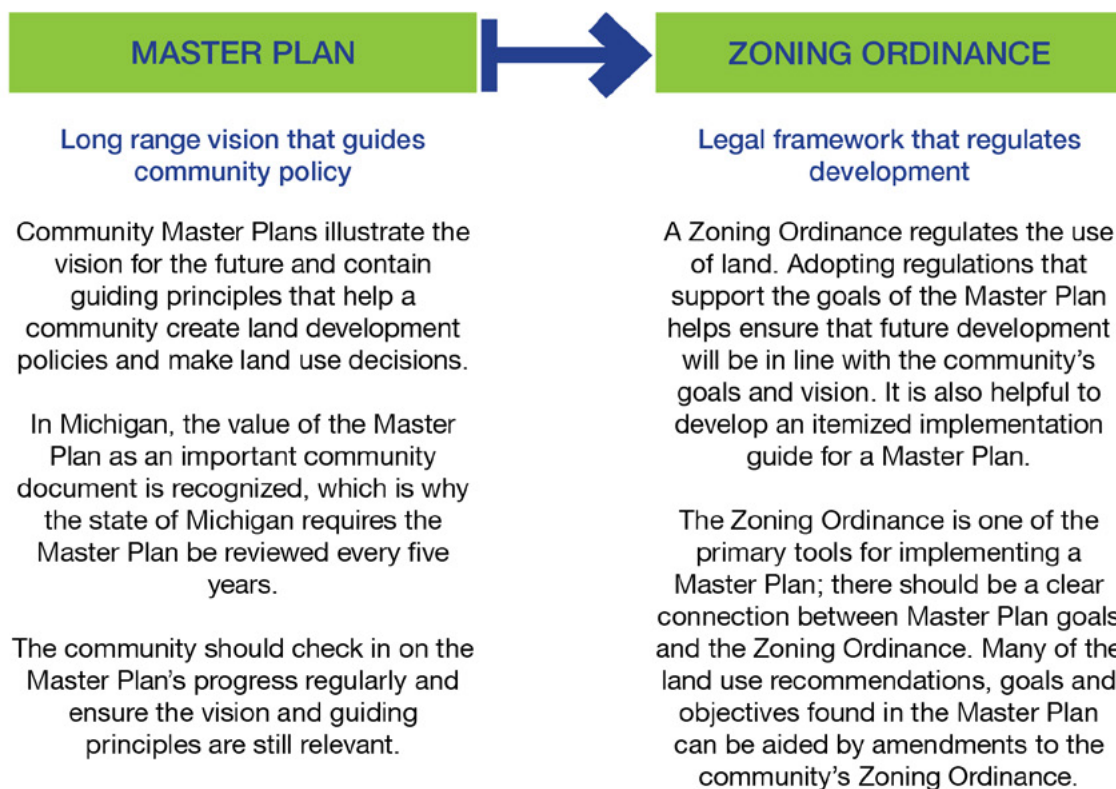 MASTER PLAN
Long range vision that guides
community policy
Community Master Plans illustrate the
vision for the future and contain
guiding principles that help a
community create land development
policies and make land use decisions.
In Michigan, the value of the Master
Plan as an important community
document is recognized, which is why
the state of Michigan requires the
Master Plan be reviewed every five
years.
The community should check in on the
Master Plan’s progress regularly and
ensure the vision and guiding
principles are still relevant.
ZONING ORDINANCE
Legal framework that regulates
development
A Zoning Ordinance regulates the use
of land. Adopting regulations that
support the goals of the Master Plan
helps ensure that future development
will be in line with the community’s
goals and vision. It is also helpful to
develop an itemized implementation
guide for a Master Plan.
The Zoning Ordinance is one of the
primary tools for implementing a
Master Plan; there should be a clear
connection between Master Plan goals
and the Zoning Ordinance. Many of the
land use recommendations, goals and
objectives found in the Master Plan
can be aided by amendments to the
community’s Zoning Ordinance.